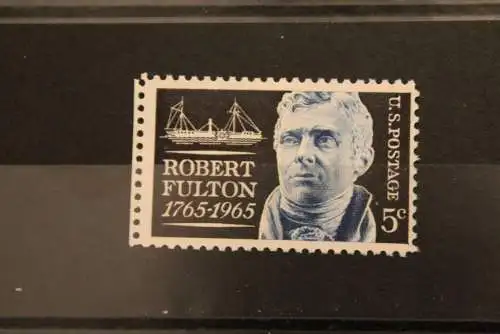 ROBERT
FULTON
1765-1965
U.S. POSTAGE
5c